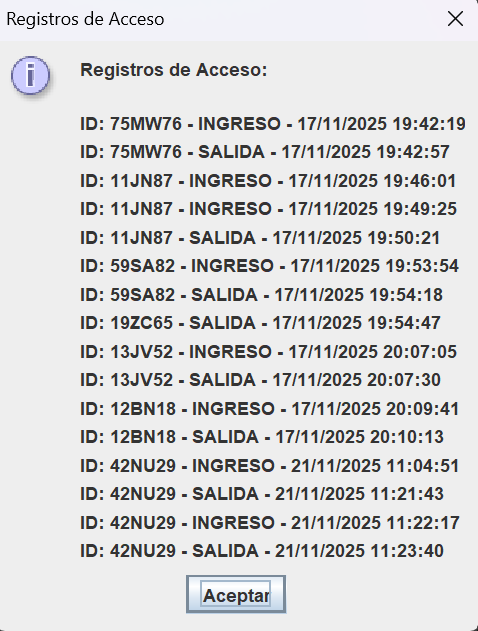 Registros de Acceso
Registros de Acceso:
ID: 75MW76 - INGRESO - 17/11/2025 19:42:19
ID: 75MW76 - SALIDA - 17/11/2025 19:42:57
ID: 11JN87 - INGRESO - 17/11/2025 19:46:01
ID: 11JN87 - INGRESO - 17/11/2025 19:49:25
ID: 11JN87 - SALIDA - 17/11/2025 19:50:21
ID: 59SA82 - INGRESO - 17/11/2025 19:53:54
ID: 59SA82 - SALIDA - 17/11/2025 19:54:18
ID: 19ZC65 - SALIDA - 17/11/2025 19:54:47
ID: 13JV52 - INGRESO - 17/11/2025 20:07:05
ID: 13JV52 - SALIDA - 17/11/2025 20:07:30
ID: 12BN18 - INGRESO - 17/11/2025 20:09:41
ID: 12BN18 - SALIDA - 17/11/2025 20:10:13
ID: 42NU29 - INGRESO - 21/11/2025 11:04:51
ID: 42NU29 - SALIDA - 21/11/2025 11:21:43
ID: 42NU29 - INGRESO - 21/11/2025 11:22:17
ID: 42NU29 - SALIDA - 21/11/2025 11:23:40
Aceptar